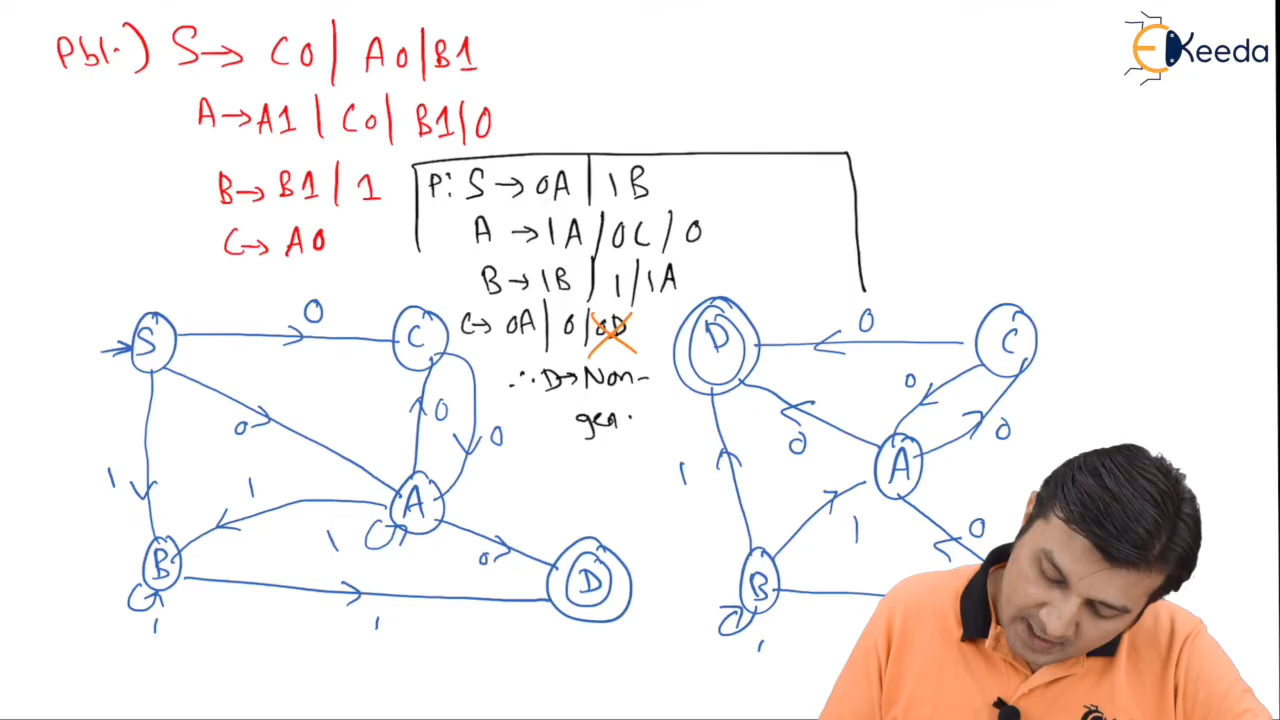 Pbl.) S → C0 | A0 | B1
A → A1 | C0 | B1 | 0
B → B1 | 1
C → A0
P: S → 0A | 1B
A → 1A / 0C / 0
B → 1B | 1 / 1A
C → 0A | 0 / 0D
∴ D → Non-
gen.
EKeeda
S
0
C
0
0
0
1
1
1
A
0
B
1
1
D
D
0
C
0
0
0
A
1
1
0
B
1